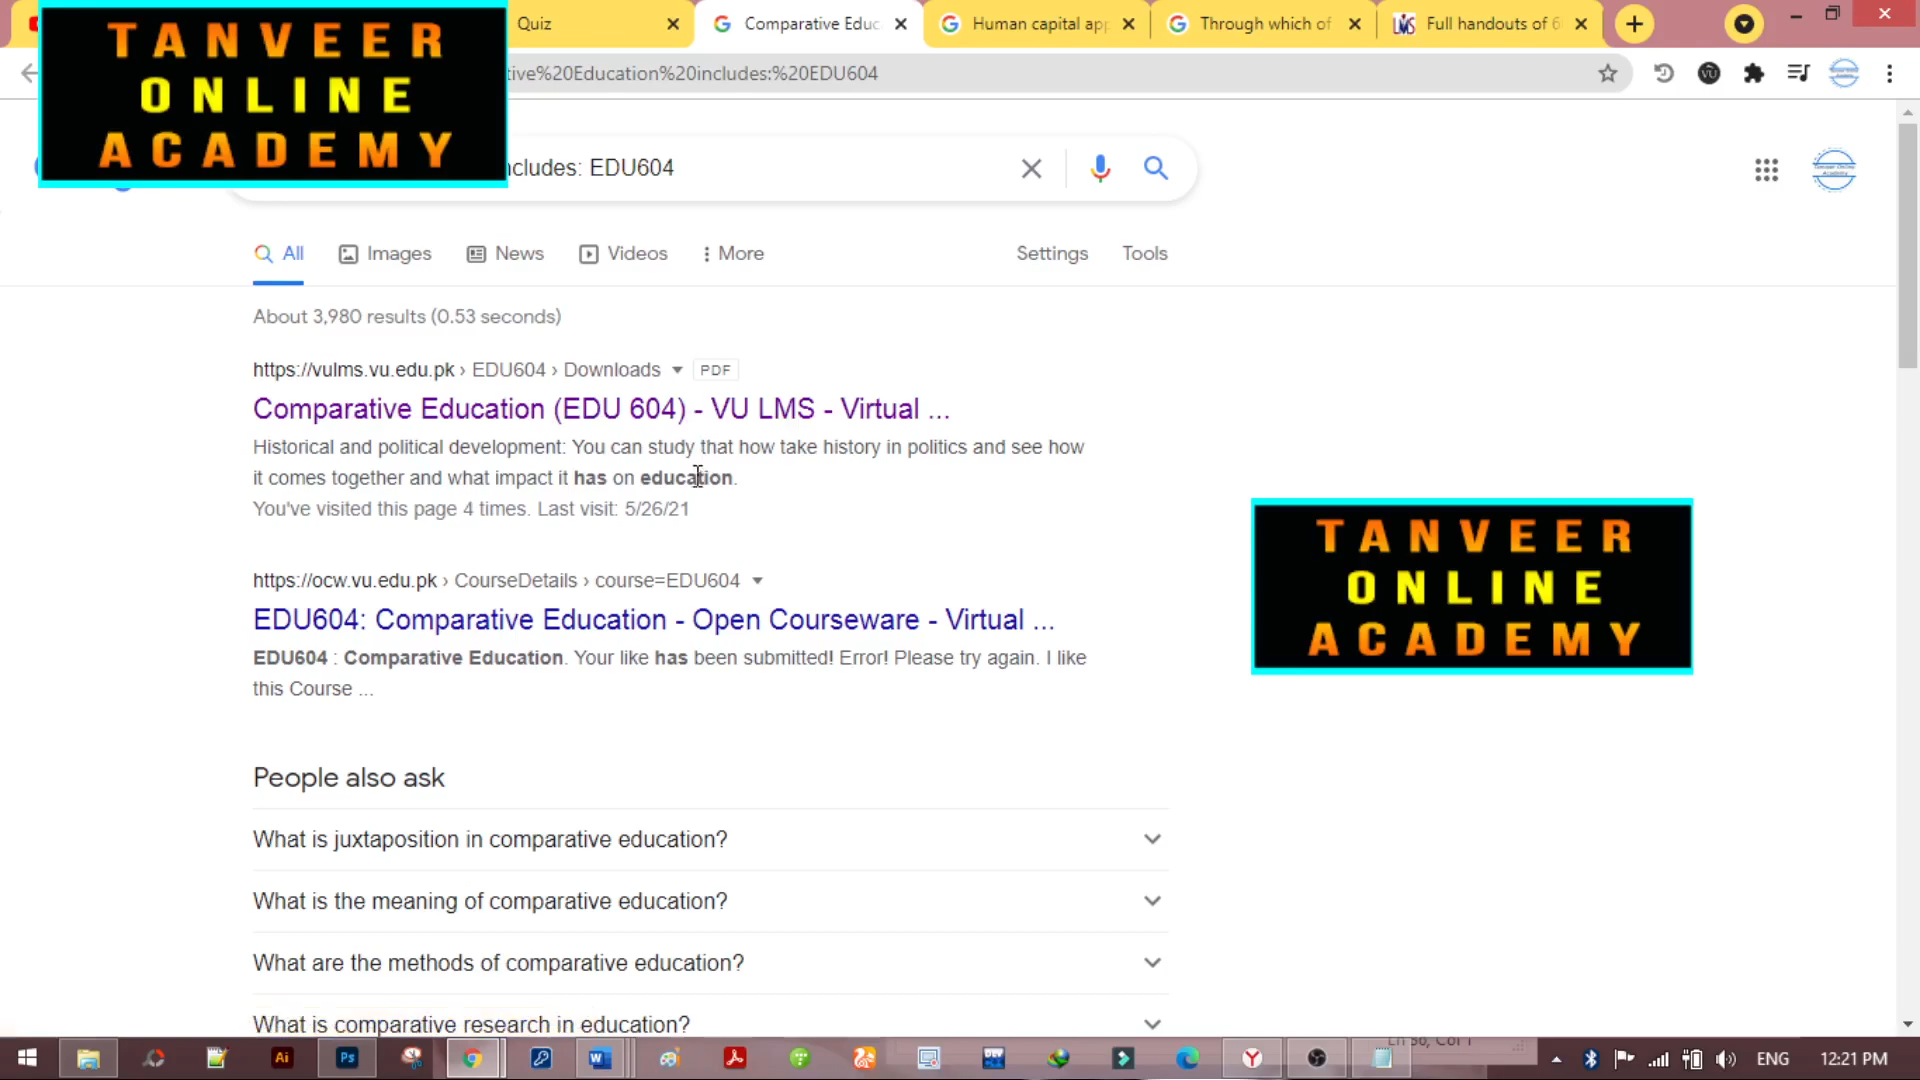 TANVEER
ONLINE
ACADEMY
Quiz
Comparative Educ
Human capital app
Through which of
Full handouts of 6
tive%20Education%20includes:%20EDU604
ncludes: EDU604
All
Images
News
Videos
More
Settings
Tools
About 3,980 results (0.53 seconds)
https://vulms.vu.edu.pk › EDU604 › Downloads
PDF
Comparative Education (EDU 604) - VU LMS - Virtual ...
Historical and political development: You can study that how take history in politics and see how
it comes together and what impact it has on education.
You've visited this page 4 times. Last visit: 5/26/21
TANVEER
ONLINE
ACADEMY
https://ocw.vu.edu.pk › CourseDetails › course=EDU604
EDU604: Comparative Education - Open Courseware - Virtual ...
EDU604 : Comparative Education. Your like has been submitted! Error! Please try again. I like
this Course ...
People also ask
What is juxtaposition in comparative education?
What is the meaning of comparative education?
What are the methods of comparative education?
What is comparative research in education?
Ai
Ps
ENG
12:21 PM